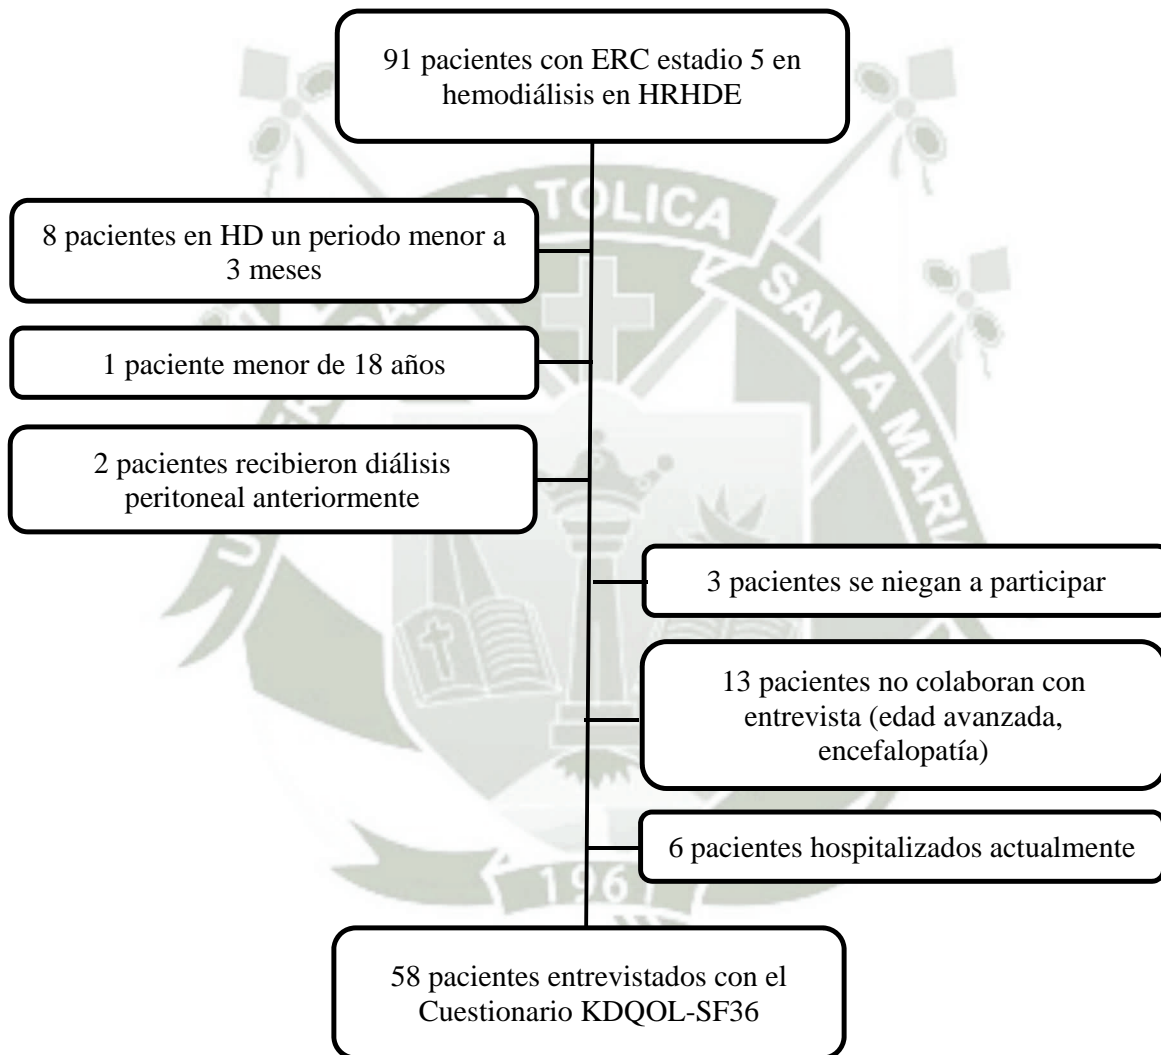 91 pacientes con ERC estadio 5 en
hemodiálisis en HRHDE
8 pacientes en HD un periodo menor a
3 meses
1 paciente menor de 18 años
2 pacientes recibieron diálisis
peritoneal anteriormente
3 pacientes se niegan a participar
13 pacientes no colaboran con
entrevista (edad avanzada,
encefalopatía)
6 pacientes hospitalizados actualmente
58 pacientes entrevistados con el
Cuestionario KDQOL-SF36
SANTA MARI